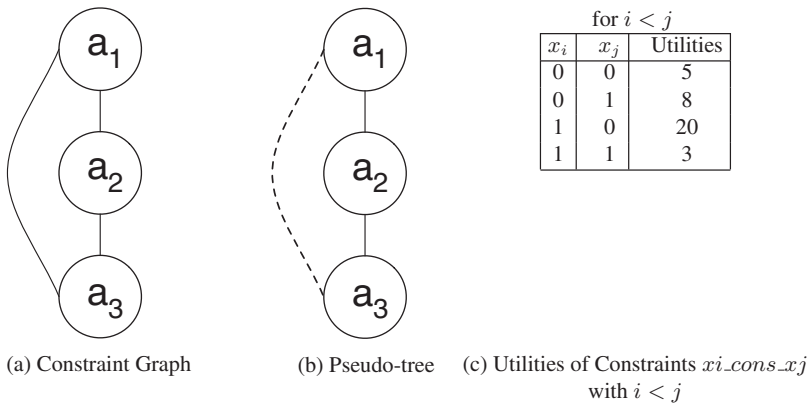 a1
a2
a3
(a) Constraint Graph
a1
a2
a3
(b) Pseudo-tree
for i < j
xi xj Utilities
0 0 5
0 1 8
1 0 20
1 1 3
(c) Utilities of Constraints xi_cons_xj
with i < j